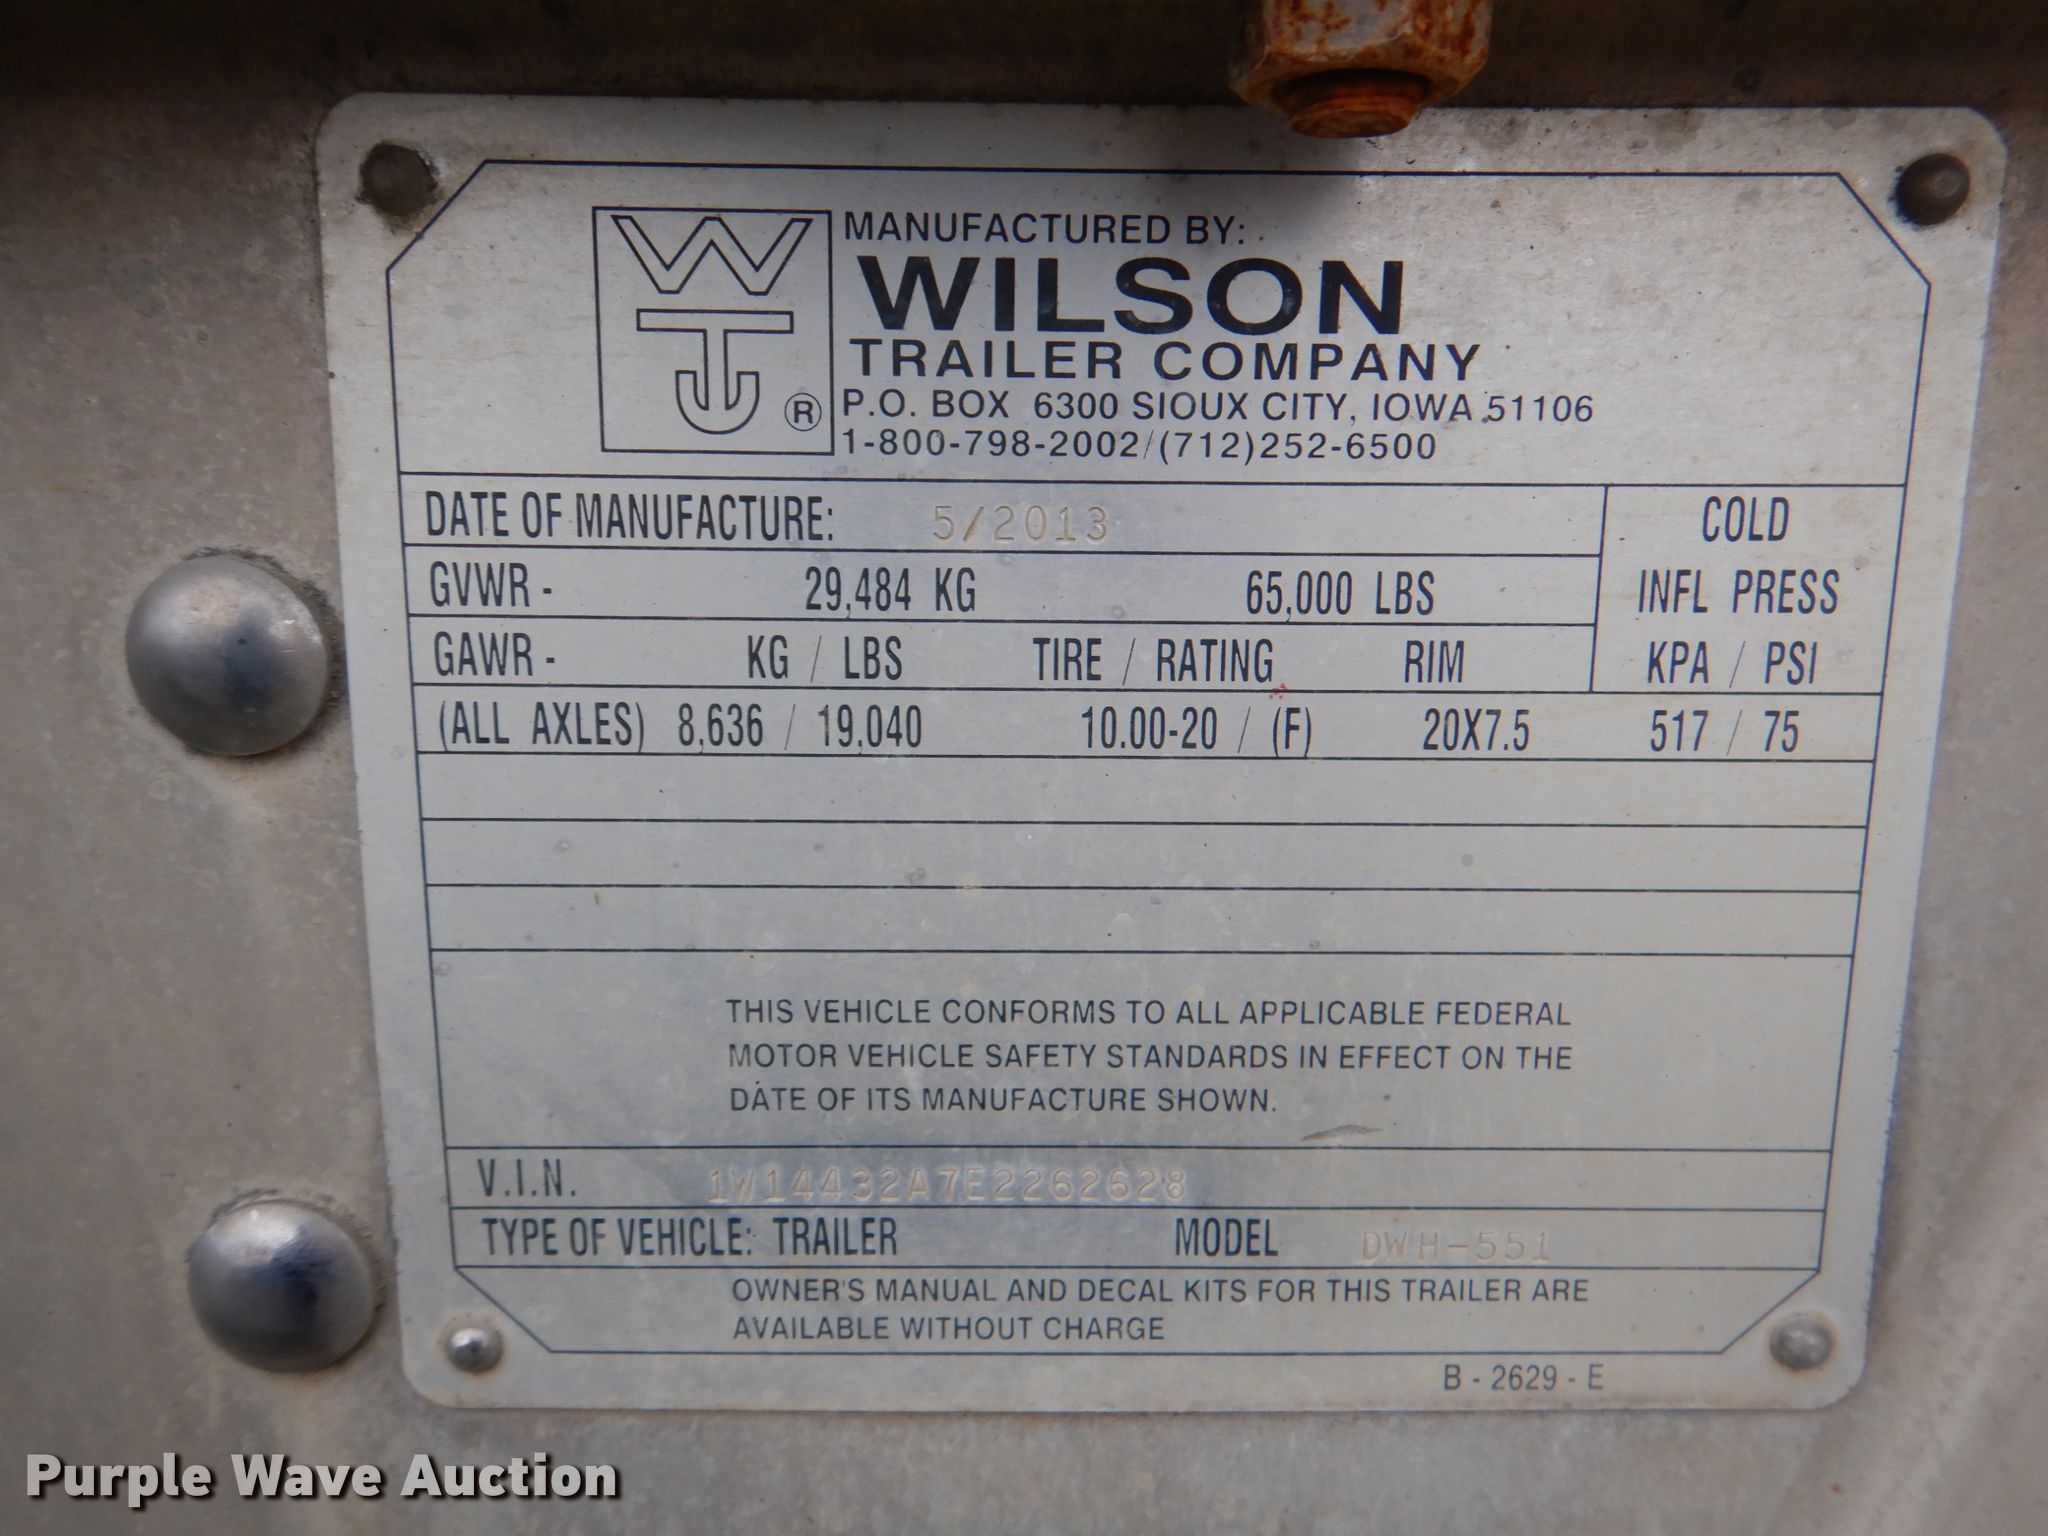 WTJ ®
MANUFACTURED BY:
WILSON
TRAILER COMPANY
P.O. BOX 6300 SIOUX CITY, IOWA 51106
1-800-798-2002/(712)252-6500
DATE OF MANUFACTURE: 5/2013
COLD
GVWR - 29,484 KG 65,000 LBS
INFL PRESS
GAWR - KG / LBS TIRE / RATING RIM KPA / PSI
(ALL AXLES) 8,636 / 19,040 10.00-20 / (F) 20X7.5 517 / 75
THIS VEHICLE CONFORMS TO ALL APPLICABLE FEDERAL
MOTOR VEHICLE SAFETY STANDARDS IN EFFECT ON THE
DATE OF ITS MANUFACTURE SHOWN.
V.I.N. 1W14432A7E2262628
TYPE OF VEHICLE: TRAILER MODEL DWH-551
OWNER'S MANUAL AND DECAL KITS FOR THIS TRAILER ARE
AVAILABLE WITHOUT CHARGE
B - 2629 - E
Purple Wave Auction